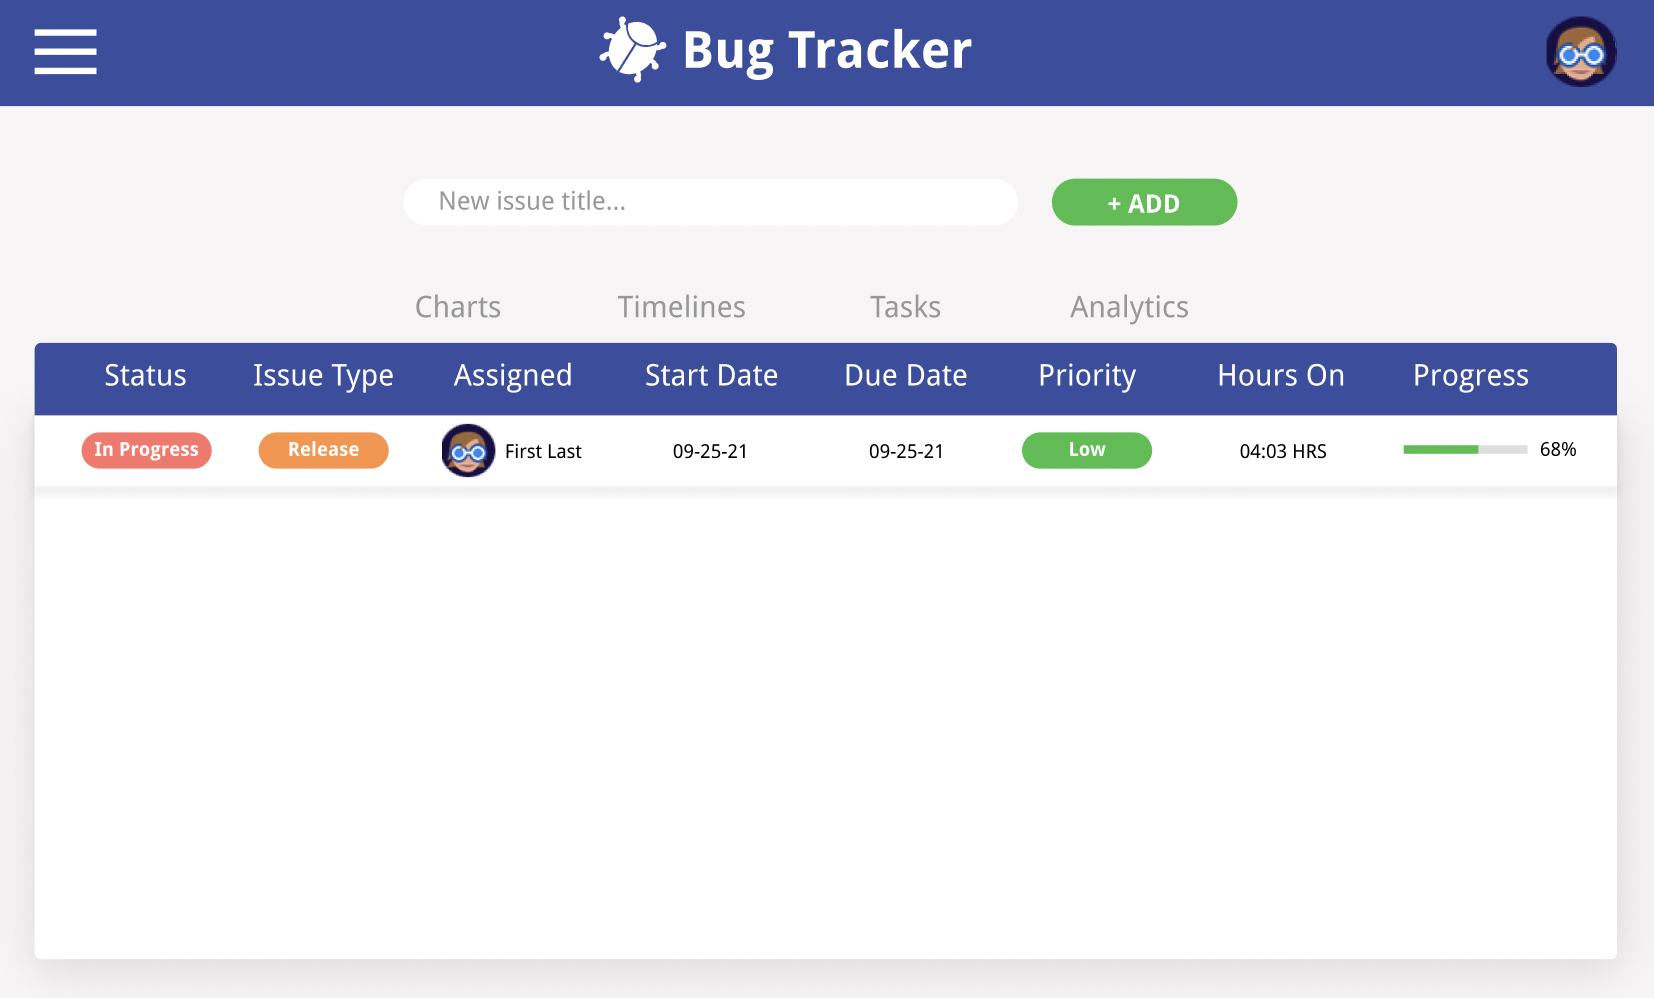 Bug Tracker
New issue title...
+ ADD
Charts Timelines Tasks Analytics
Status Issue Type Assigned Start Date Due Date Priority Hours On Progress
In Progress Release First Last 09-25-21 09-25-21 Low 04:03 HRS 68%